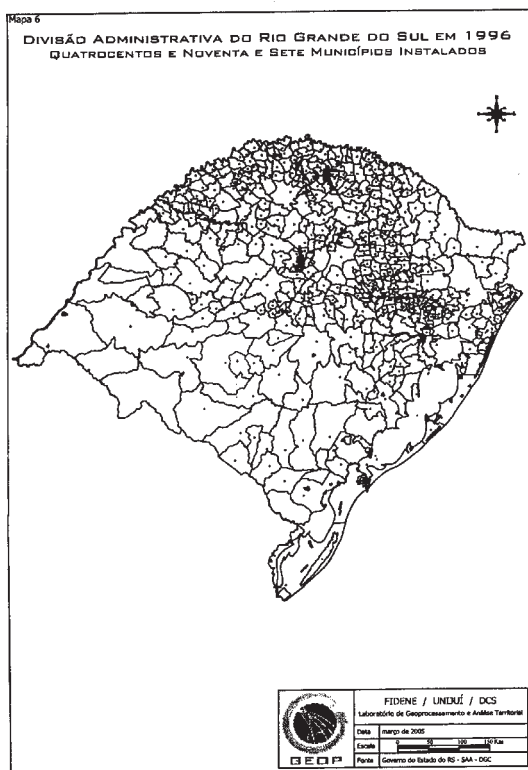 Mapa 6
DIVISÃO ADMINISTRATIVA DO RIO GRANDE DO SUL EM 1996
QUATROCENTOS E NOVENTA E SETE MUNICÍPIOS INSTALADOS
FIDENE / UNIJUÍ / DCS
Laboratório de Geoprocessamento e Análise Territorial
Data março de 2005
Escala 0 50 100 150 Km
Fonte Governo do Estado do RS - SAA - DGC
GEOP